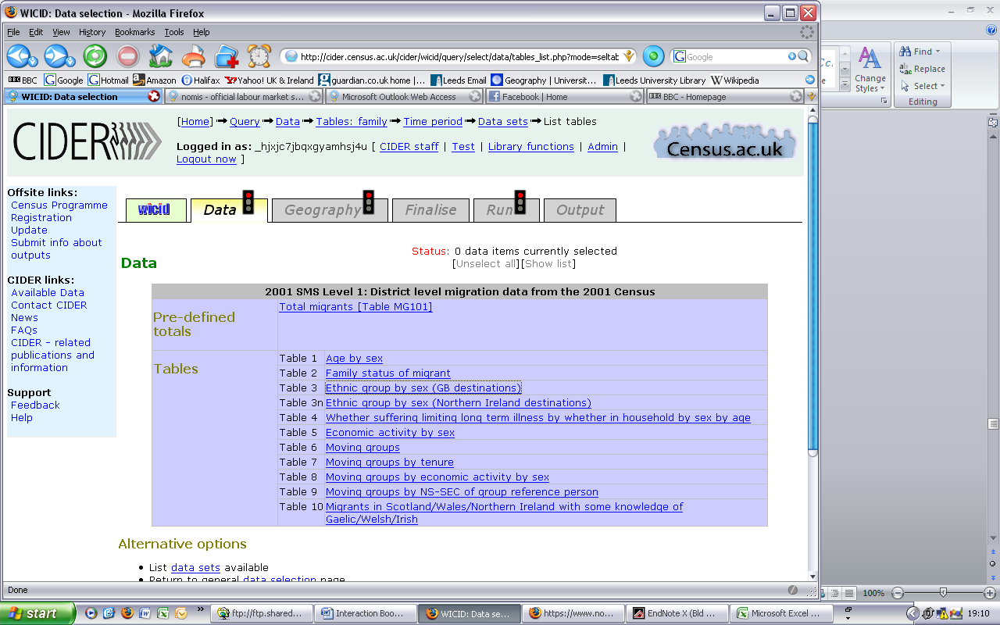 WICID: Data selection - Mozilla Firefox
File Edit View History Bookmarks Tools Help
http://cider.census.ac.uk/cider/wicid/query/select/data/tables_list.php?mode=seltab
Google
BBC Google Hotmail Amazon Halifax Yahoo! UK & Ireland guardian.co.uk home |... Leeds Email Geography | Universit... Leeds University Library Wikipedia
WICID: Data selection nomis - official labour market s... Microsoft Outlook Web Access Facebook | Home BBC - Homepage
CIDER
[Home] Query Data Tables: family Time period Data sets List tables
Logged in as: _hjxjc7jbqxgyamhsj4u [ CIDER staff | Test | Library functions | Admin |
Logout now ]
Census.ac.uk
Offsite links:
Census Programme
Registration
Update
Submit info about
outputs
CIDER links:
Available Data
Contact CIDER
News
FAQs
CIDER - related
publications and
information
Support
Feedback
Help
wicid Data Geography Finalise Run Output
Data
Status: 0 data items currently selected
[Unselect all][Show list]
2001 SMS Level 1: District level migration data from the 2001 Census
Pre-defined
totals
Total migrants [Table MG101]
Tables
Table 1 Age by sex
Table 2 Family status of migrant
Table 3 Ethnic group by sex (GB destinations)
Table 3n Ethnic group by sex (Northern Ireland destinations)
Table 4 Whether suffering limiting long term illness by whether in household by sex by age
Table 5 Economic activity by sex
Table 6 Moving groups
Table 7 Moving groups by tenure
Table 8 Moving groups by economic activity by sex
Table 9 Moving groups by NS-SEC of group reference person
Table 10 Migrants in Scotland/Wales/Northern Ireland with some knowledge of
Gaelic/Welsh/Irish
Alternative options
• List data sets available
• Return to general data selection page
Done
Change
Styles
Find
Replace
Select
Editing
100%
start
ftp://ftp.shared... Interaction Boo... WICID: Data se... https://www.no... EndNote X (Bld ... Microsoft Excel ...
19:10